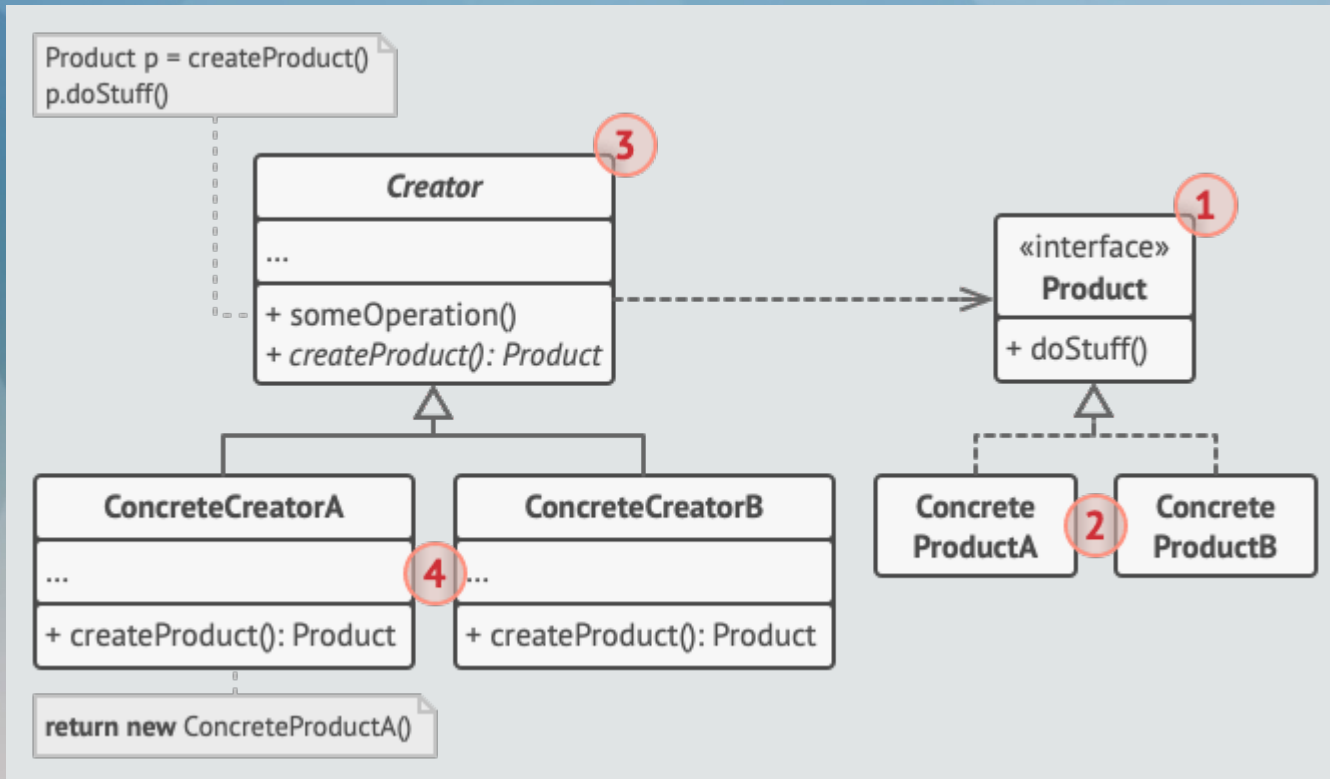 Product p = createProduct()
p.doStuff()
3
Creator
...
+ someOperation()
+ createProduct(): Product
1
«interface»
Product
+ doStuff()
ConcreteCreatorA
...
+ createProduct(): Product
4
ConcreteCreatorB
...
+ createProduct(): Product
Concrete
ProductA
2
Concrete
ProductB
return new ConcreteProductA()